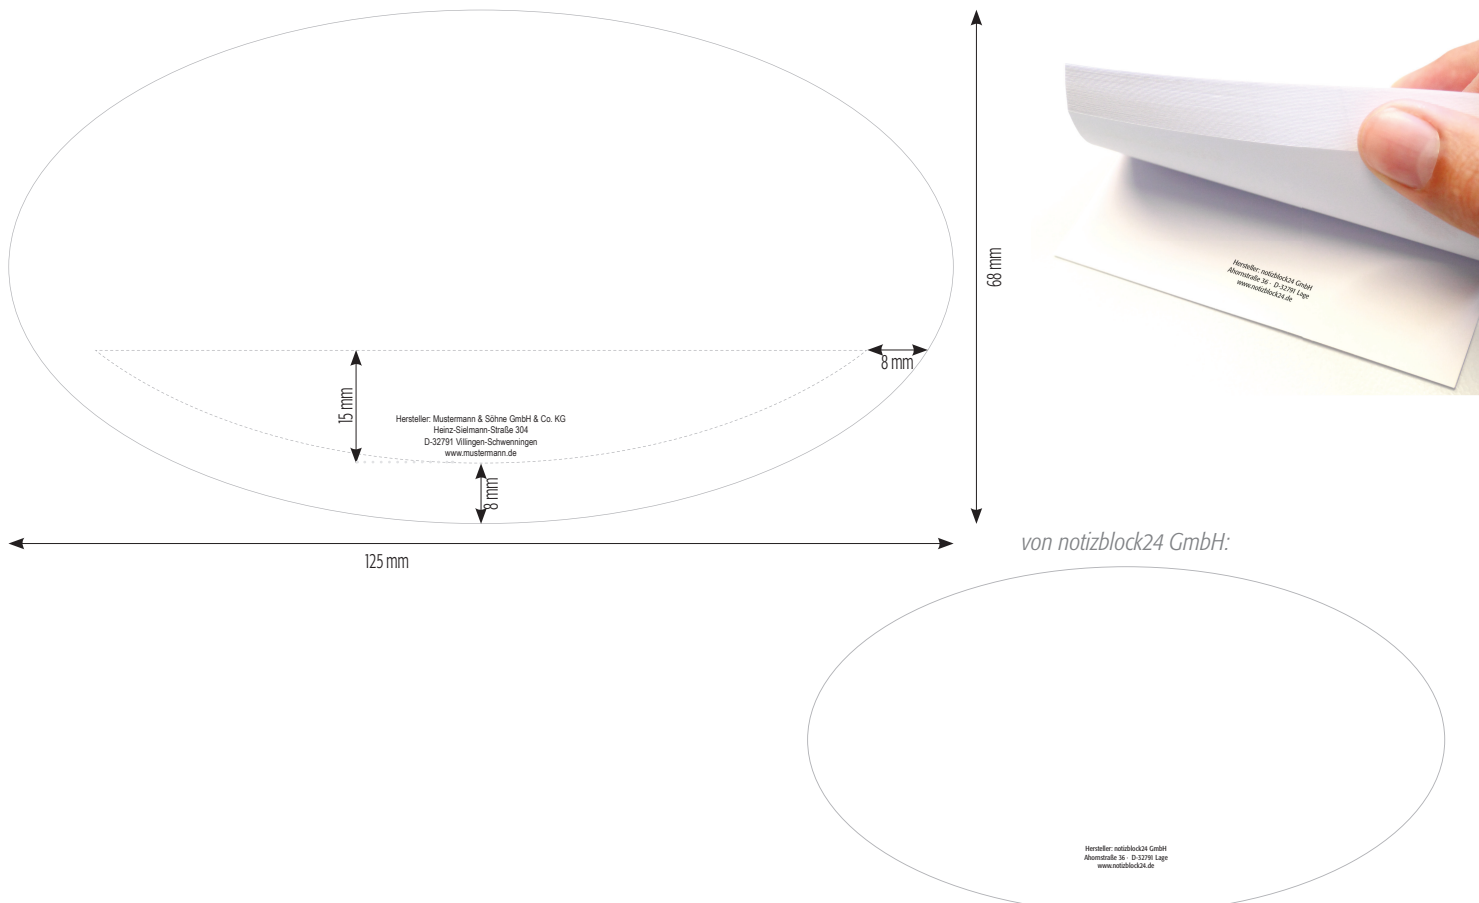 68 mm
Hersteller: notizblock24 GmbH
Ahornstraße 36 · D-32791 Lage
www.notizblock24.de
8 mm
15 mm
Hersteller: Mustermann & Söhne GmbH & Co. KG
Heinz-Sielmann-Straße 304
D-32791 Villingen-Schwenningen
www.mustermann.de
8 mm
125 mm
von notizblock24 GmbH:
Hersteller: notizblock24 GmbH
Ahornstraße 36 · D-32791 Lage
www.notizblock24.de